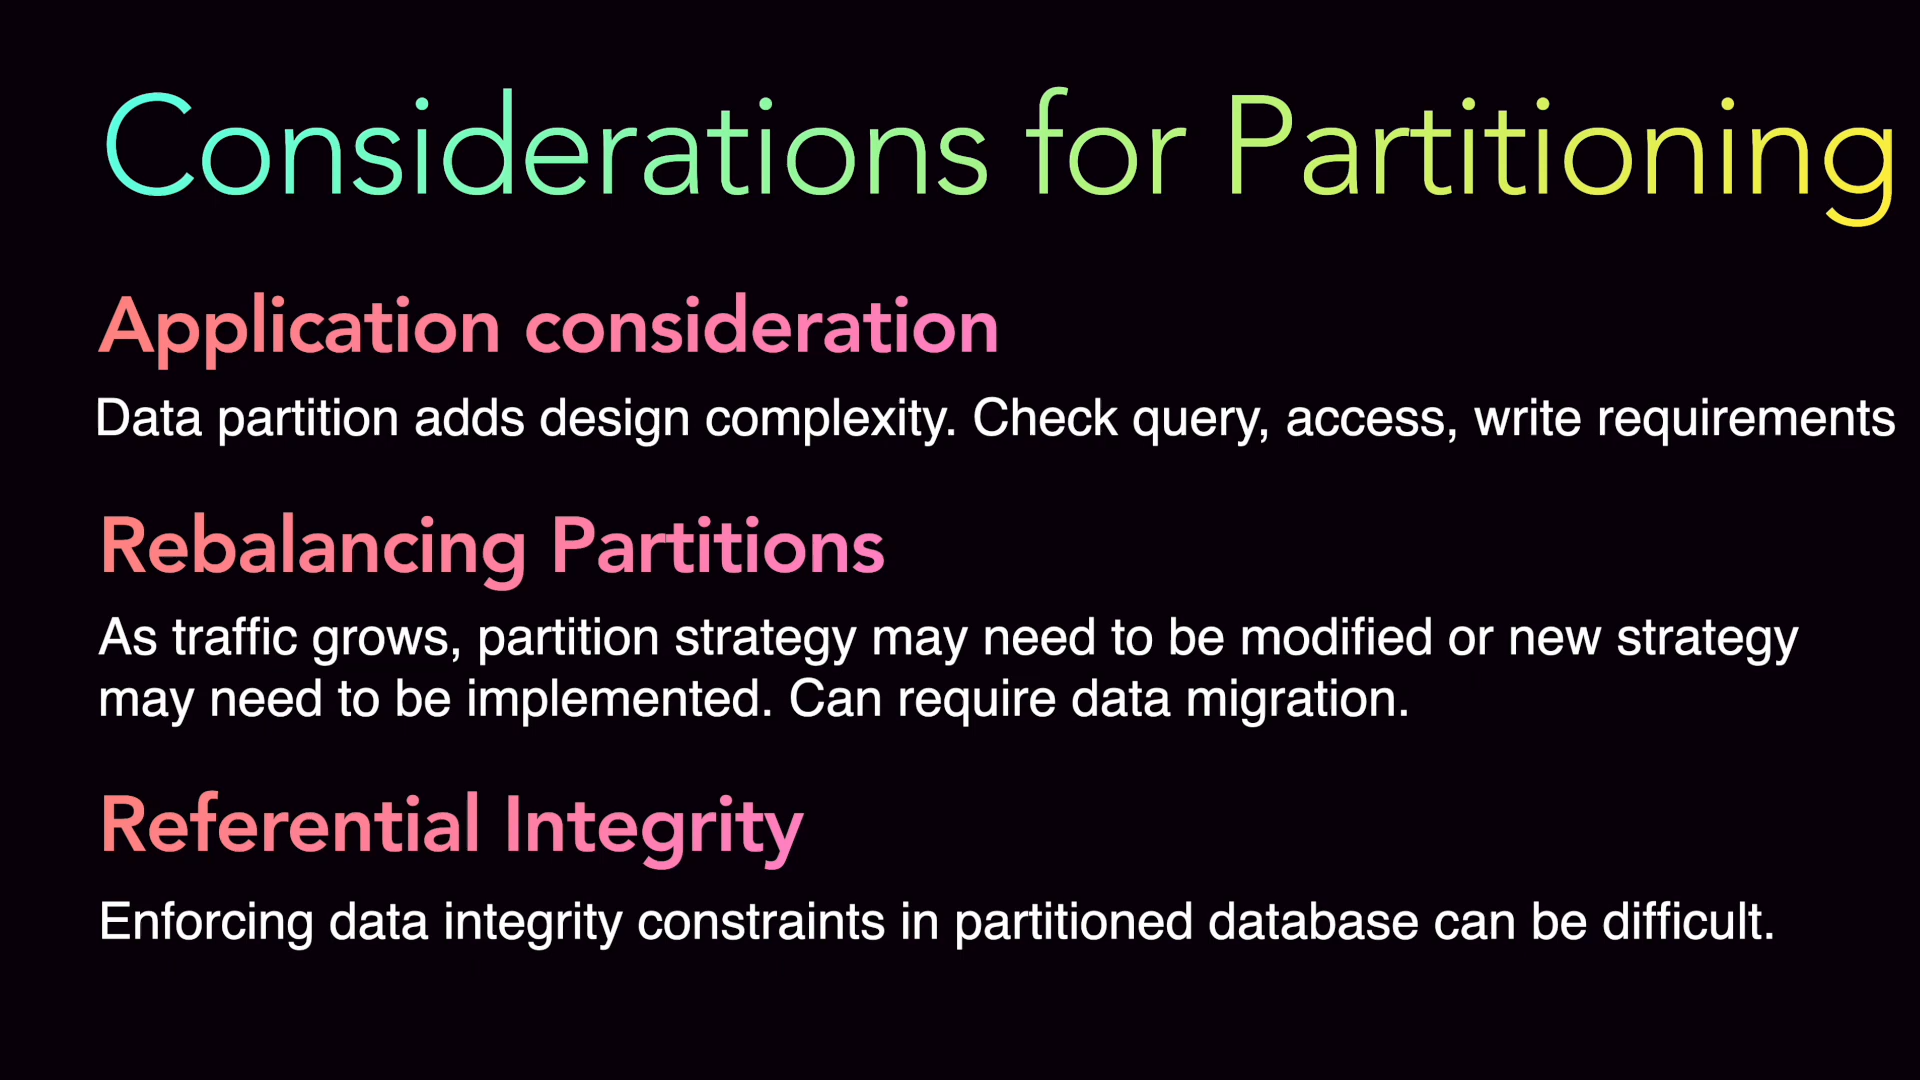 Considerations for Partitioning
Application consideration
Data partition adds design complexity. Check query, access, write requirements
Rebalancing Partitions
As traffic grows, partition strategy may need to be modified or new strategy
may need to be implemented. Can require data migration.
Referential Integrity
Enforcing data integrity constraints in partitioned database can be difficult.